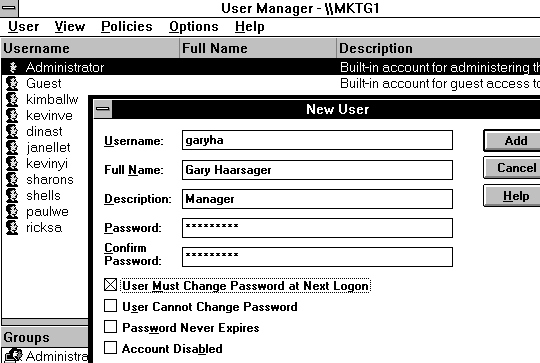 User Manager - \\MKTG1
User View Policies Options Help
Username Full Name Description
Administrator Built-in account for administering th
Guest Built-in account for guest access to
kimballw
kevinve
dinast
janellet
kevinyi
sharons
shells
paulwe
ricksa
New User
Username: garyha Add
Full Name: Gary Haarsager Cancel
Description: Manager Help
Password: *********
Confirm
Password: *********
User Must Change Password at Next Logon
User Cannot Change Password
Password Never Expires
Account Disabled
Groups
Administra